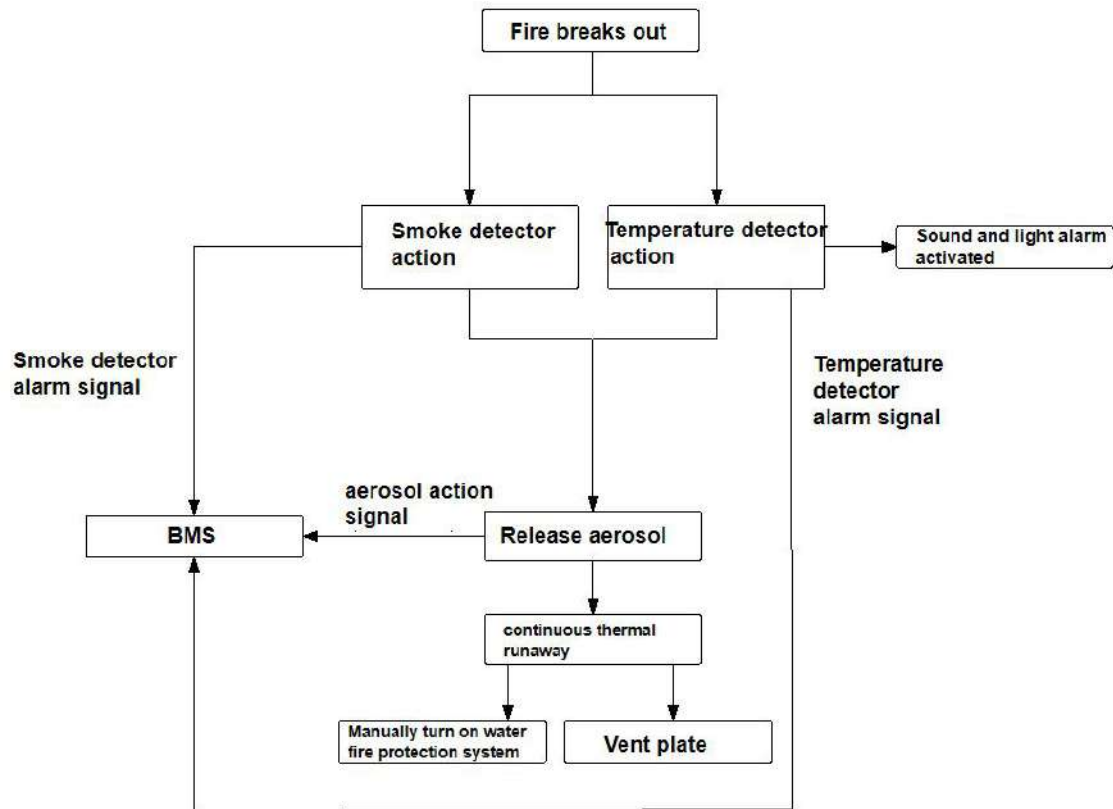 Fire breaks out
Smoke detector
action
Temperature detector
action
Sound and light alarm
activated
Smoke detector
alarm signal
Temperature
detector
alarm signal
aerosol action
signal
BMS
Release aerosol
continuous thermal
runaway
Manually turn on water
fire protection system
Vent plate